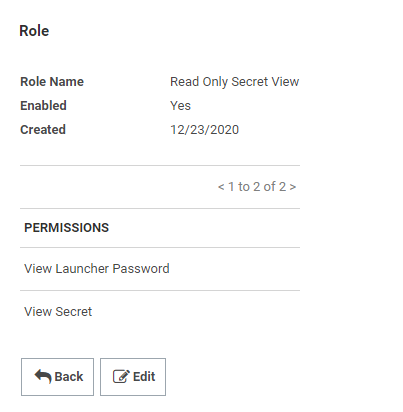 Role
Role Name Read Only Secret View
Enabled Yes
Created 12/23/2020
< 1 to 2 of 2 >
PERMISSIONS
View Launcher Password
View Secret
Back Edit